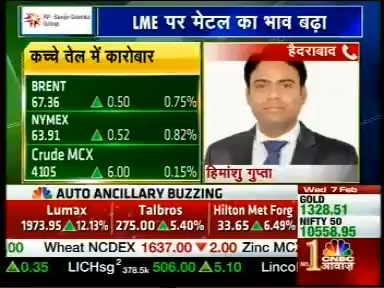 RP-Sanjiv Goenka
Group
LME पर मेटल का भाव बढ़ा
कच्चे तेल में कारोबार
हैदराबाद
BRENT
67.36 ▲ 0.50 0.75%
NYMEX
63.91 ▲ 0.52 0.82%
Crude MCX
4105 ▲ 6.00 0.15%
हिमांशु गुप्ता
AUTO ANCILLARY BUZZING
Wed 7 Feb
Lumax
1973.95 ▲ 12.13%
Talbros
275.00 ▲ 5.40%
Hilton Met Forg
33.65 ▲ 6.49%
GOLD
1328.51
NIFTY 50
10558.95
.00 Wheat NCDEX 1637.00 ▼ 2.00 Zinc MC
▲ 0.35 LICHSg² 378.5k 506.00 ▲ 5.10 Linco
No. 1 CNBC
आवाज़